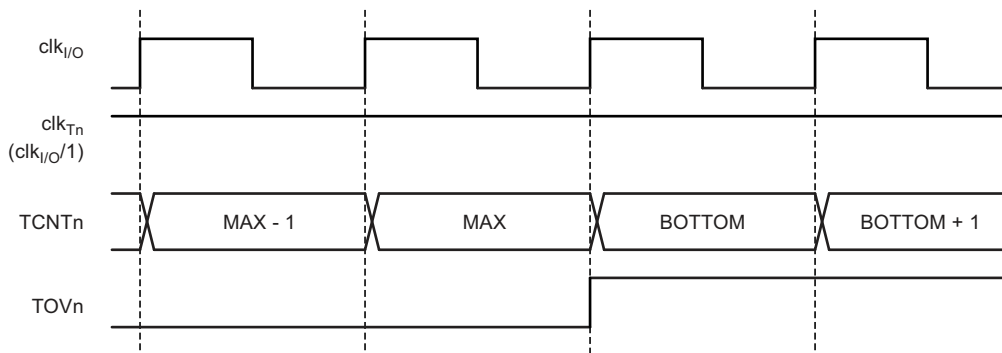 clkI/O
clkTn
(clkI/O/1)
TCNTn MAX - 1 MAX BOTTOM BOTTOM + 1
TOVn